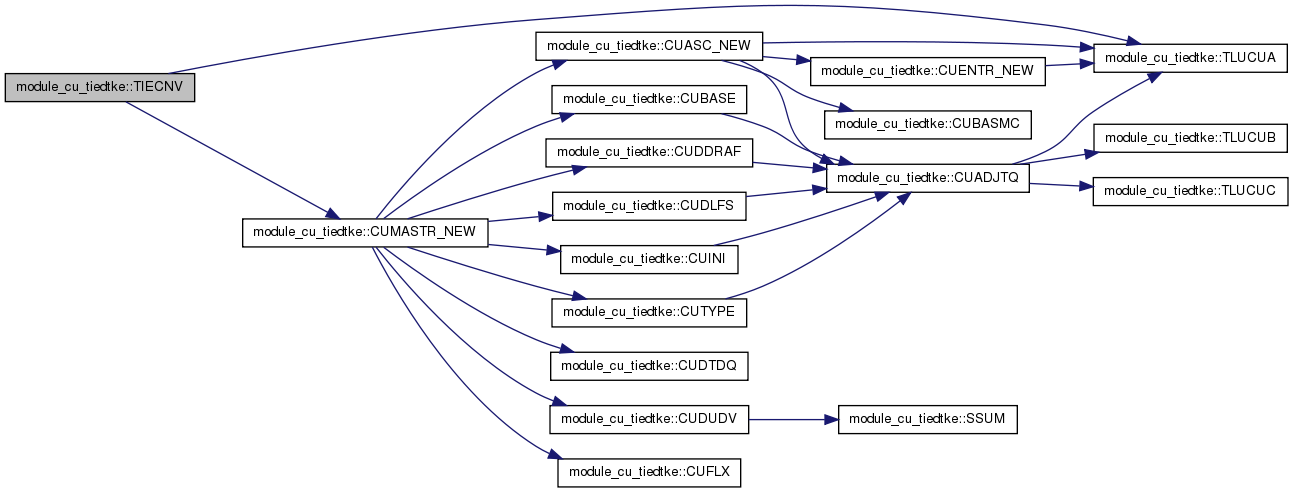 module_cu_tiedtke::TIECNV
module_cu_tiedtke::CUMASTR_NEW
module_cu_tiedtke::CUASC_NEW
module_cu_tiedtke::CUBASE
module_cu_tiedtke::CUDDRAF
module_cu_tiedtke::CUDLFS
module_cu_tiedtke::CUINI
module_cu_tiedtke::CUTYPE
module_cu_tiedtke::CUDTDQ
module_cu_tiedtke::CUDUDV
module_cu_tiedtke::CUFLX
module_cu_tiedtke::CUENTR_NEW
module_cu_tiedtke::CUBASMC
module_cu_tiedtke::CUADJTQ
module_cu_tiedtke::SSUM
module_cu_tiedtke::TLUCUA
module_cu_tiedtke::TLUCUB
module_cu_tiedtke::TLUCUC